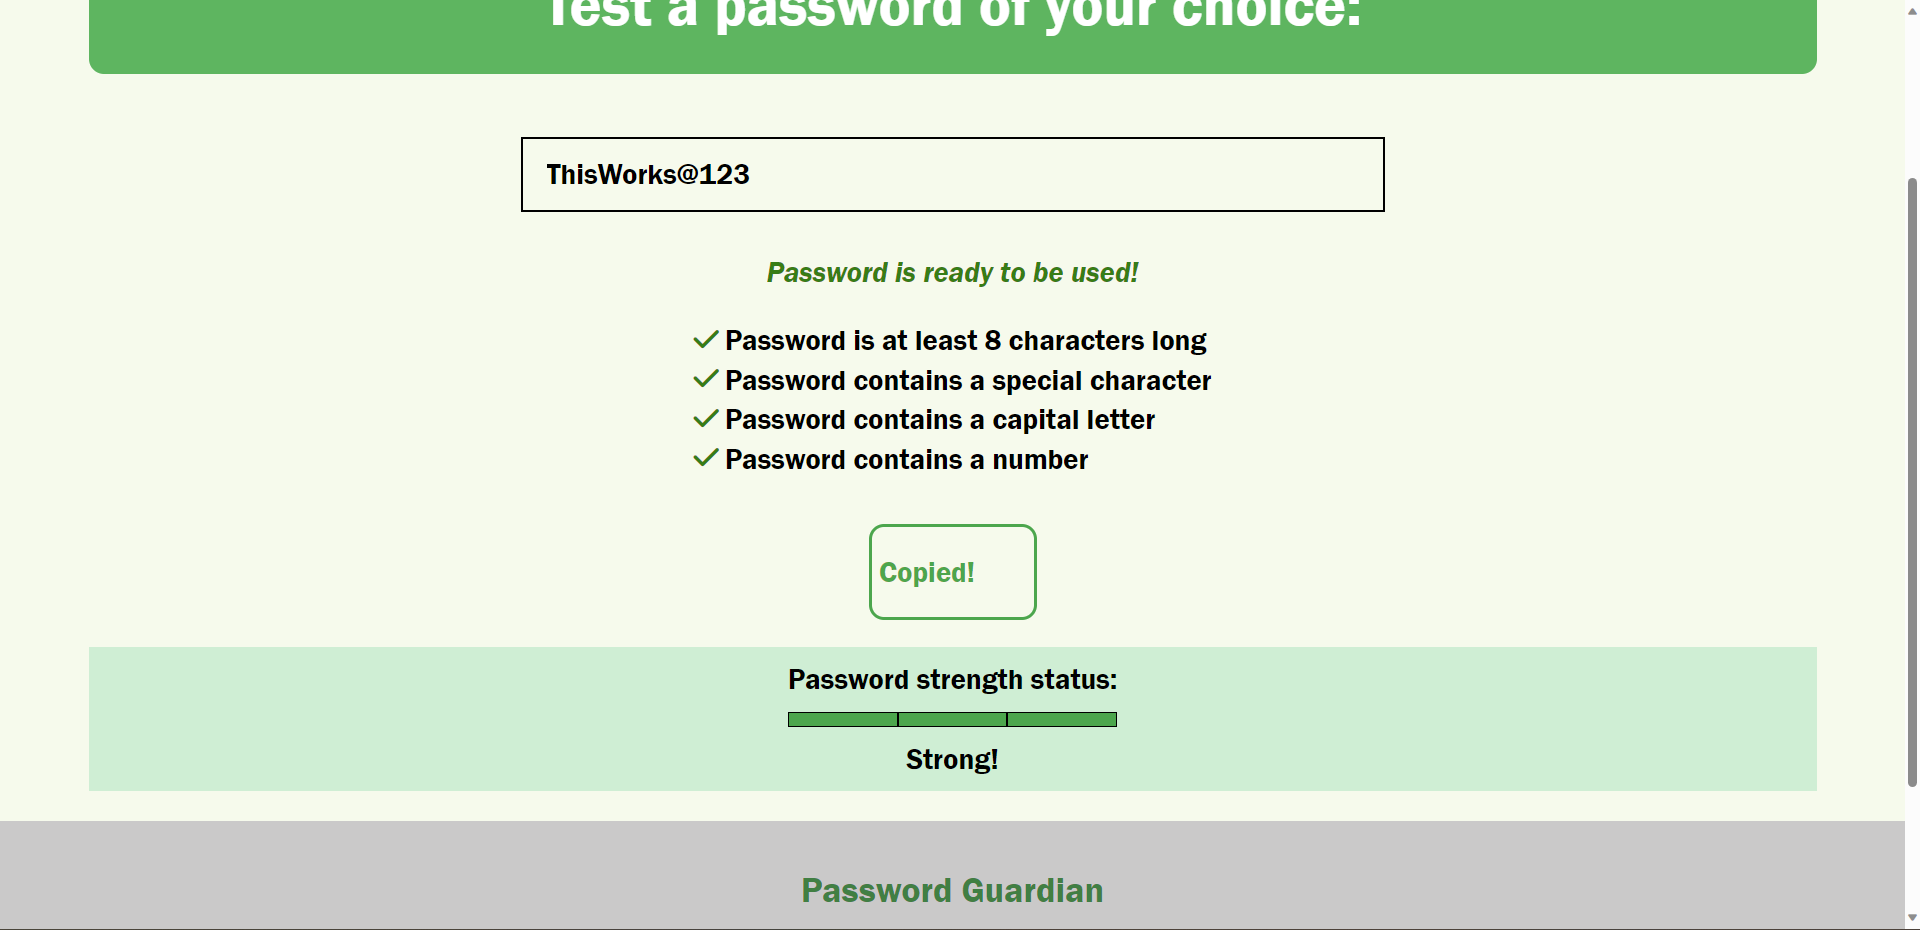 Test a password of your choice:
ThisWorks@123
Password is ready to be used!
Password is at least 8 characters long
Password contains a special character
Password contains a capital letter
Password contains a number
Copied!
Password strength status:
Strong!
Password Guardian